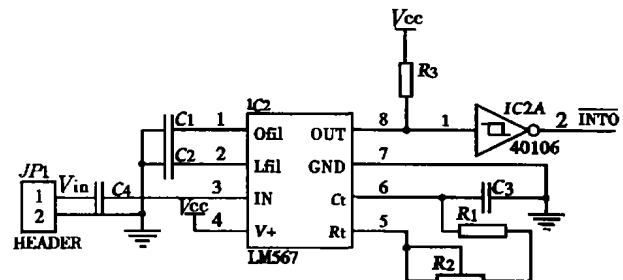 Vcc
R3
IC2
C1 1 Ofil OUT 8
1 IC2A 2 INTO
40106
C2 2 Lfil GND 7
JP1
1 Vin C4 3 IN Ct 6 C3
2
HEADER
Vcc 4 V+ Rt 5 R1
LM567
R2